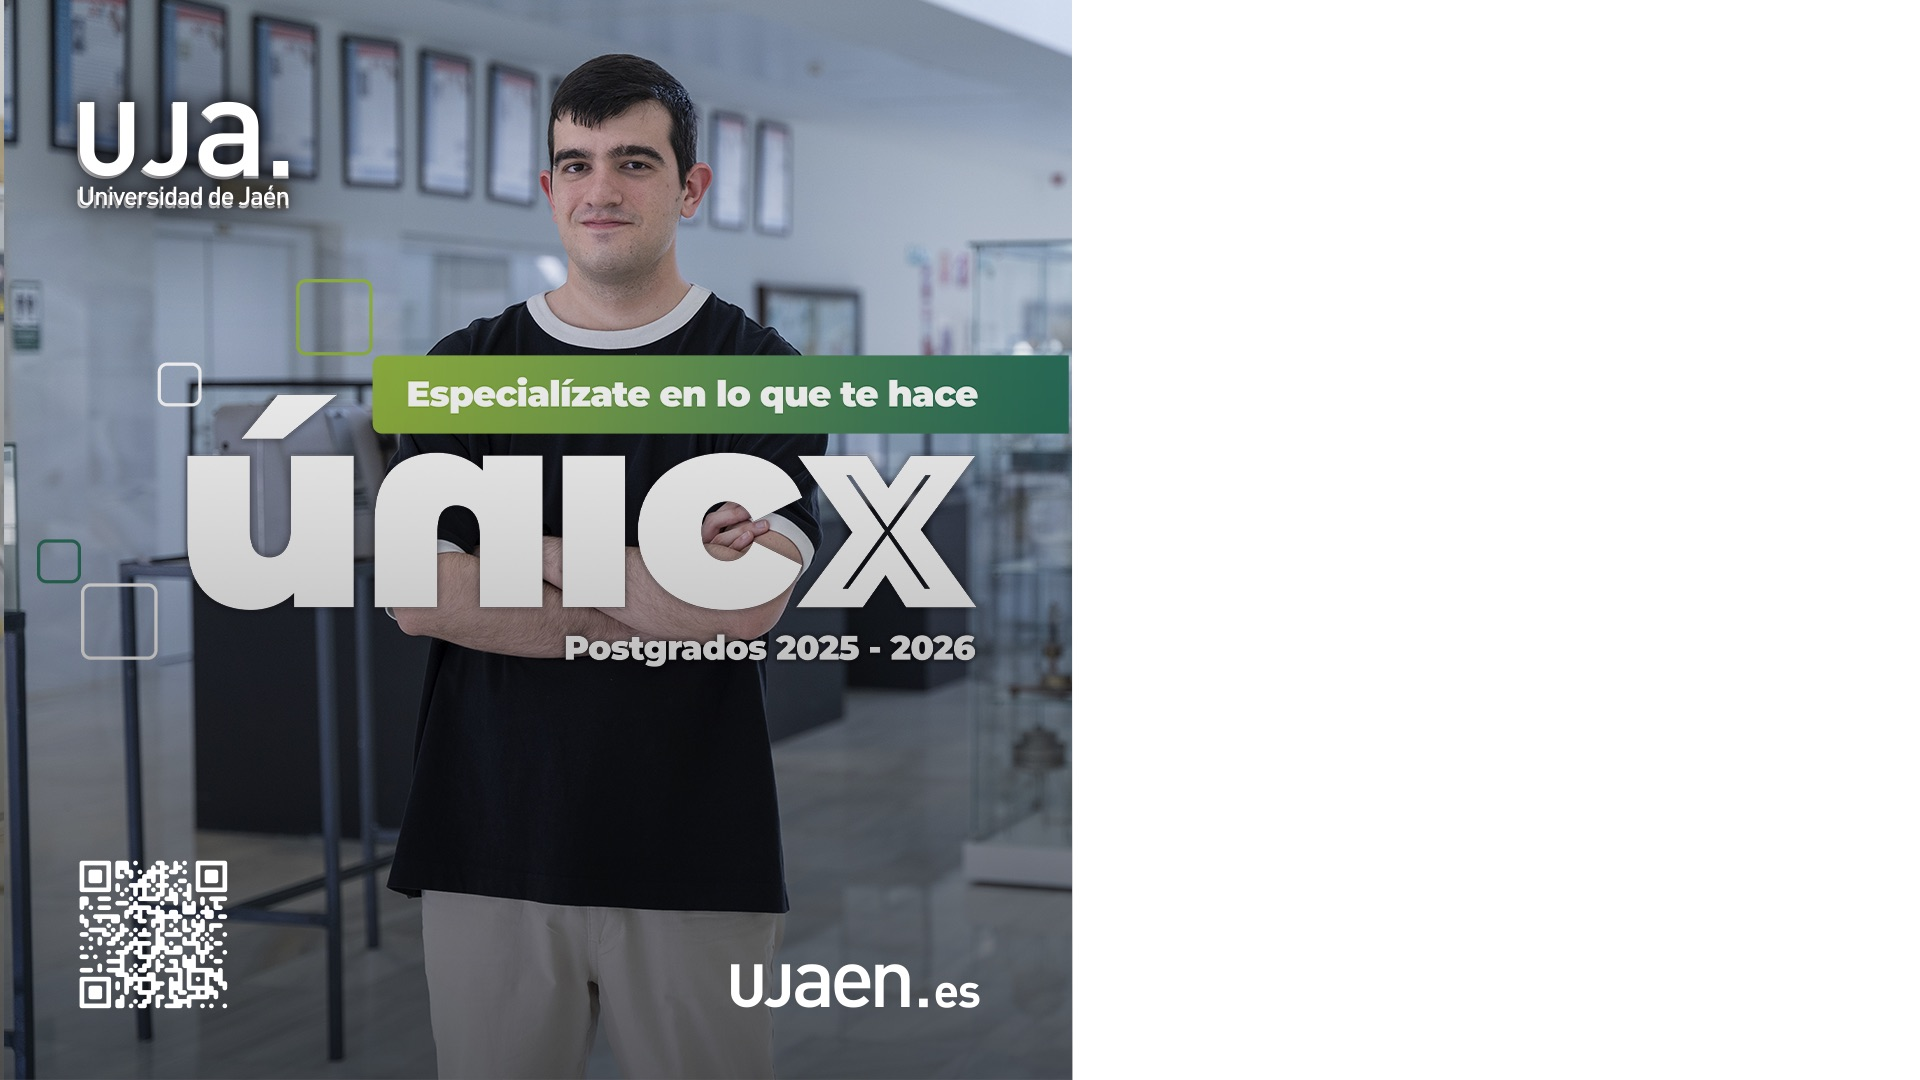 uja.
Universidad de Jaén
Especialízate en lo que te hace
únicx
Postgrados 2025 - 2026
ujaen.es